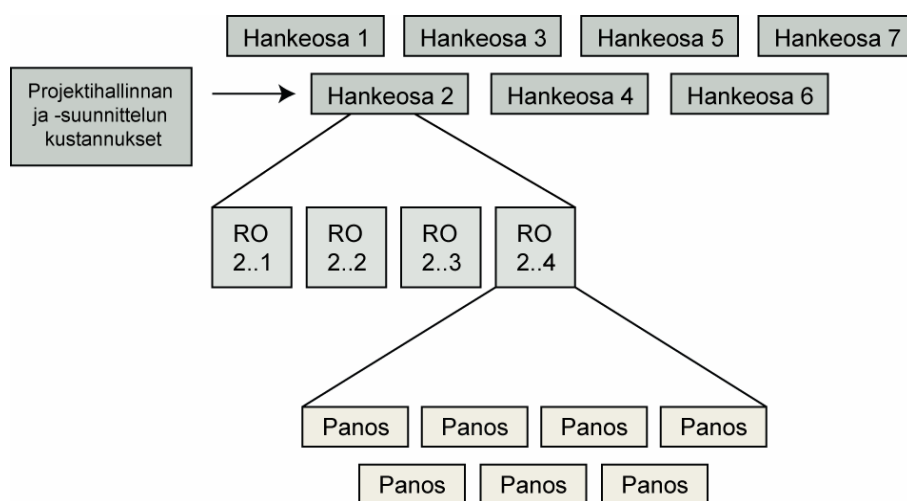 Hankeosa 1
Hankeosa 3
Hankeosa 5
Hankeosa 7
Projektihallinnan
ja -suunnittelun
kustannukset
Hankeosa 2
Hankeosa 4
Hankeosa 6
RO
2..1
RO
2..2
RO
2..3
RO
2..4
Panos
Panos
Panos
Panos
Panos
Panos
Panos